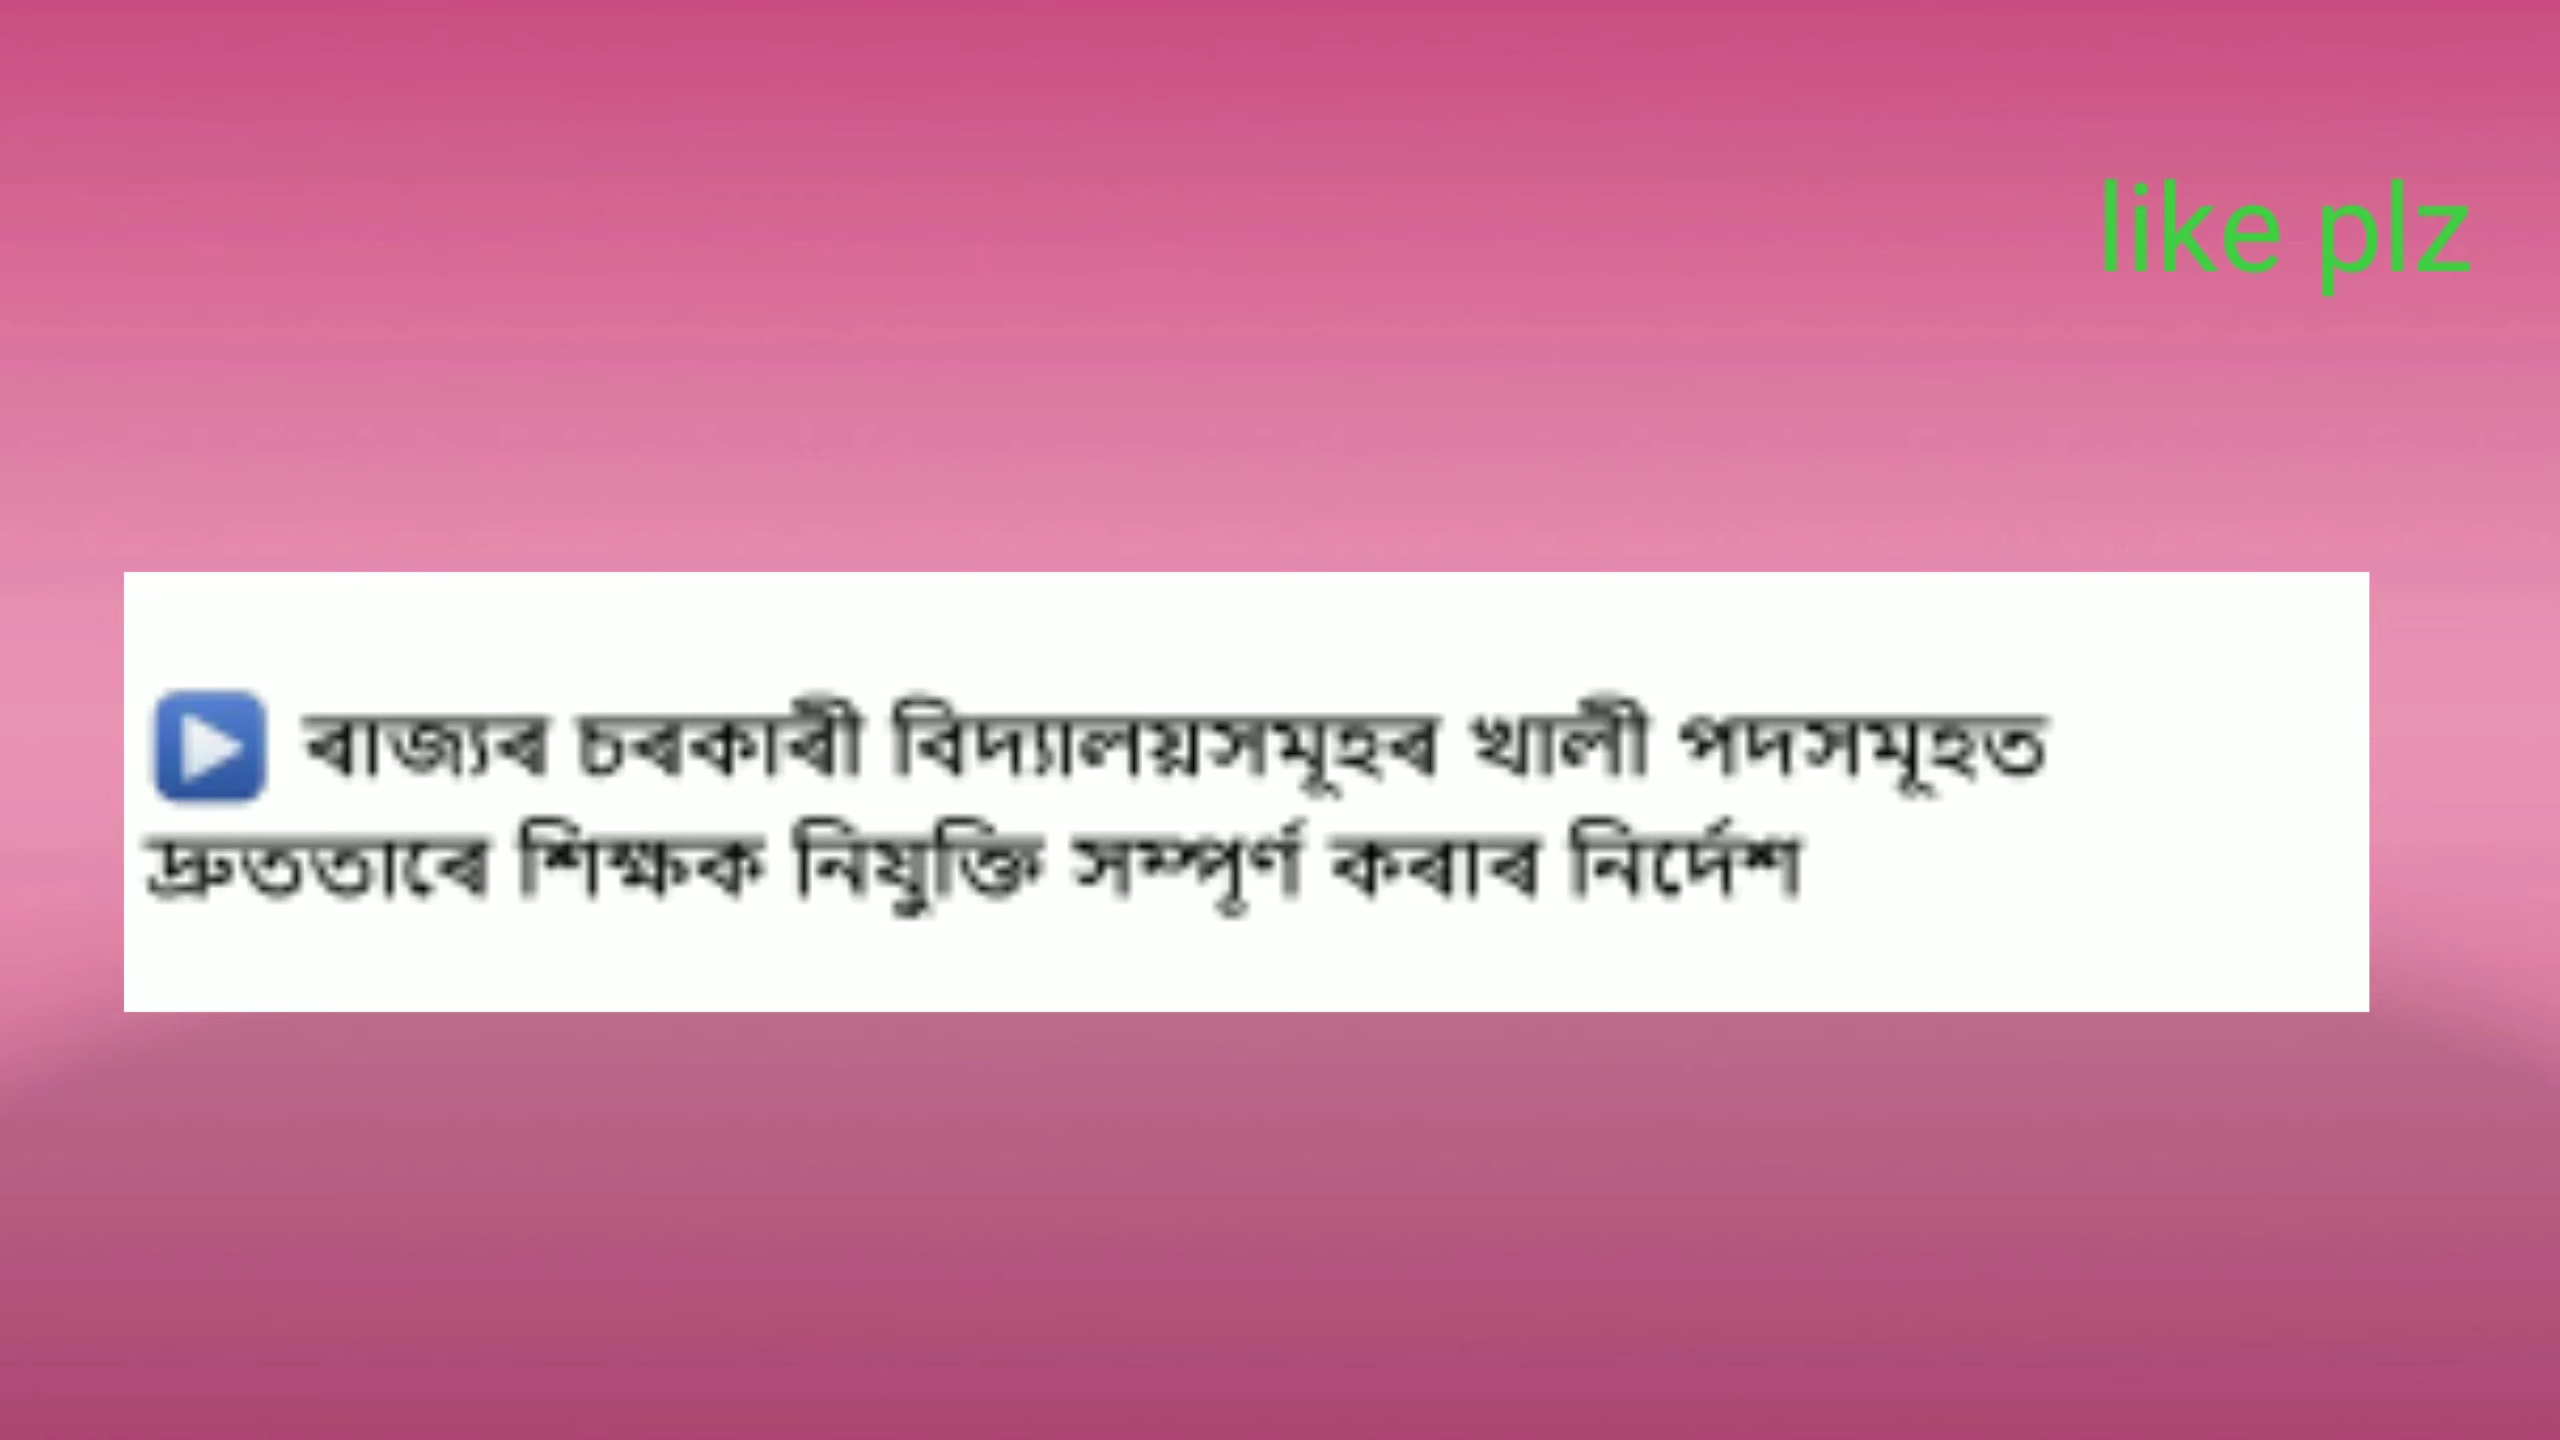 like plz
▶ ৰাজ্যৰ চৰকাৰী বিদ্যালয়সমূহৰ খালী পদসমূহত
দ্ৰুততাৰে শিক্ষক নিযুক্তি সম্পূৰ্ণ কৰাৰ নিৰ্দেশ